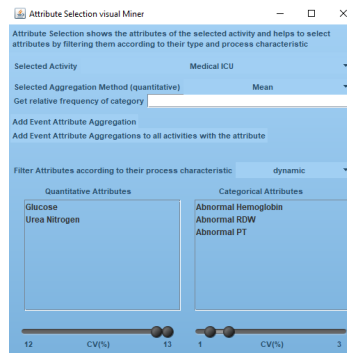 Attribute Selection visual Miner
Attribute Selection shows the attributes of the selected activity and helps to select
attributes by filtering them according to their type and process characteristic
Selected Activity Medical ICU
Selected Aggregation Method (quantitative) Mean
Get relative frequency of category
Add Event Attribute Aggregation
Add Event Attribute Aggregations to all activities with the attribute
Filter Attributes according to their process characteristic dynamic
Quantitative Attributes Categorical Attributes
Glucose Abnormal Hemoglobin
Urea Nitrogen Abnormal RDW
Abnormal PT
12 CV(%) 13 1 CV(%) 3